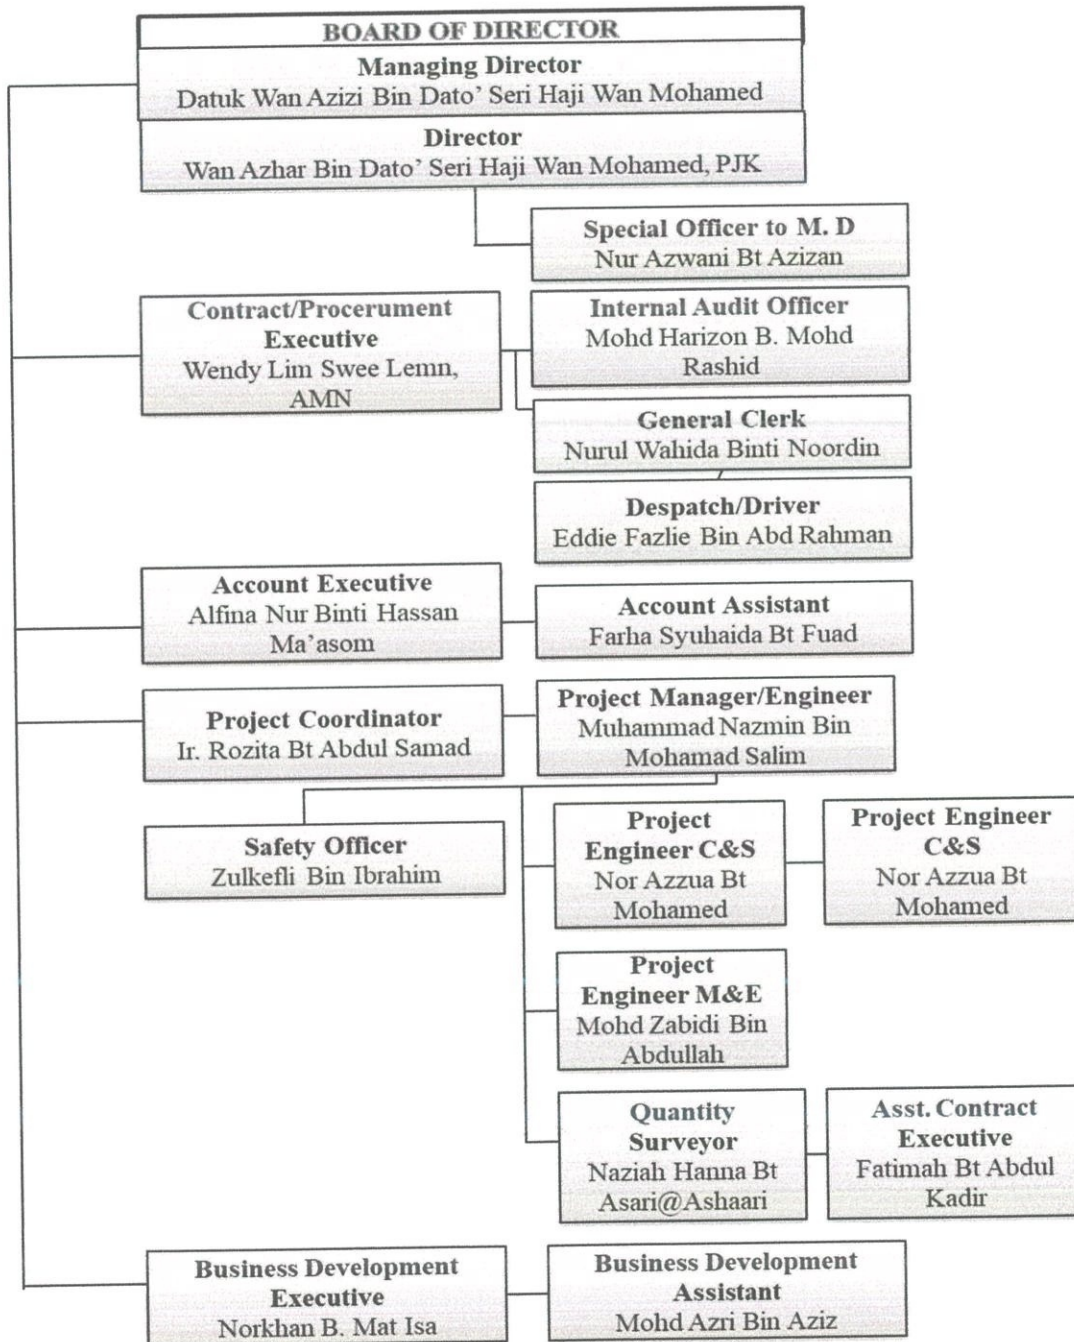 BOARD OF DIRECTOR
Managing Director
Datuk Wan Azizi Bin Dato’ Seri Haji Wan Mohamed
Director
Wan Azhar Bin Dato’ Seri Haji Wan Mohamed, PJK
Special Officer to M. D
Nur Azwani Bt Azizan
Contract/Procerument
Executive
Wendy Lim Swee Lemn,
AMN
Internal Audit Officer
Mohd Harizon B. Mohd
Rashid
General Clerk
Nurul Wahida Binti Noordin
Despatch/Driver
Eddie Fazlie Bin Abd Rahman
Account Executive
Alfina Nur Binti Hassan
Ma’asom
Account Assistant
Farha Syuhaida Bt Fuad
Project Coordinator
Ir. Rozita Bt Abdul Samad
Project Manager/Engineer
Muhammad Nazmin Bin
Mohamad Salim
Safety Officer
Zulkefli Bin Ibrahim
Project
Engineer C&S
Nor Azzua Bt
Mohamed
Project Engineer
C&S
Nor Azzua Bt
Mohamed
Project
Engineer M&E
Mohd Zabidi Bin
Abdullah
Quantity
Surveyor
Naziah Hanna Bt
Asari@Ashaari
Asst. Contract
Executive
Fatimah Bt Abdul
Kadir
Business Development
Executive
Norkhan B. Mat Isa
Business Development
Assistant
Mohd Azri Bin Aziz